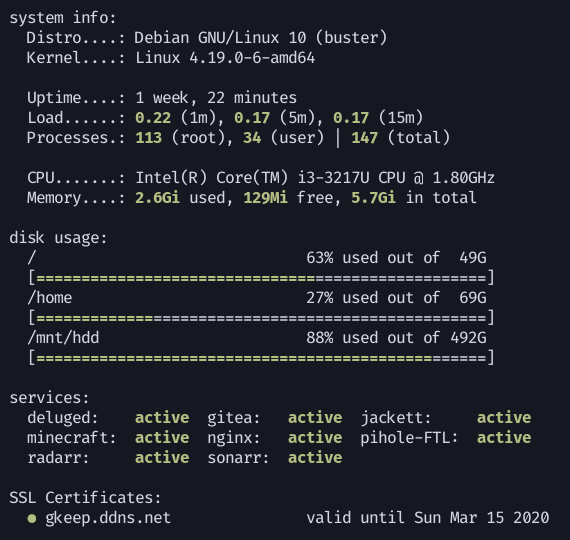 system info:
  Distro....: Debian GNU/Linux 10 (buster)
  Kernel....: Linux 4.19.0-6-amd64

  Uptime....: 1 week, 22 minutes
  Load......: 0.22 (1m), 0.17 (5m), 0.17 (15m)
  Processes.: 113 (root), 34 (user) | 147 (total)

  CPU.......: Intel(R) Core(TM) i3-3217U CPU @ 1.80GHz
  Memory....: 2.6Gi used, 129Mi free, 5.7Gi in total

disk usage:
  /                              63% used out of  49G
  [==================================================]
  /home                          27% used out of  69G
  [==================================================]
  /mnt/hdd                       88% used out of 492G
  [==================================================]

services:
  deluged:    active  gitea:   active  jackett:     active
  minecraft:  active  nginx:   active  pihole-FTL:  active
  radarr:     active  sonarr:  active

SSL Certificates:
  ● gkeep.ddns.net               valid until Sun Mar 15 2020